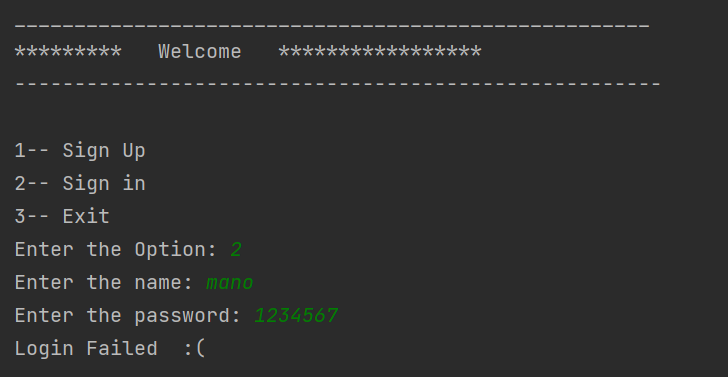 _____________________________________________________
*********   Welcome   *****************
------------------------------------------------------
1-- Sign Up
2-- Sign in
3-- Exit
Enter the Option: 2
Enter the name: mano
Enter the password: 1234567
Login Failed  :(